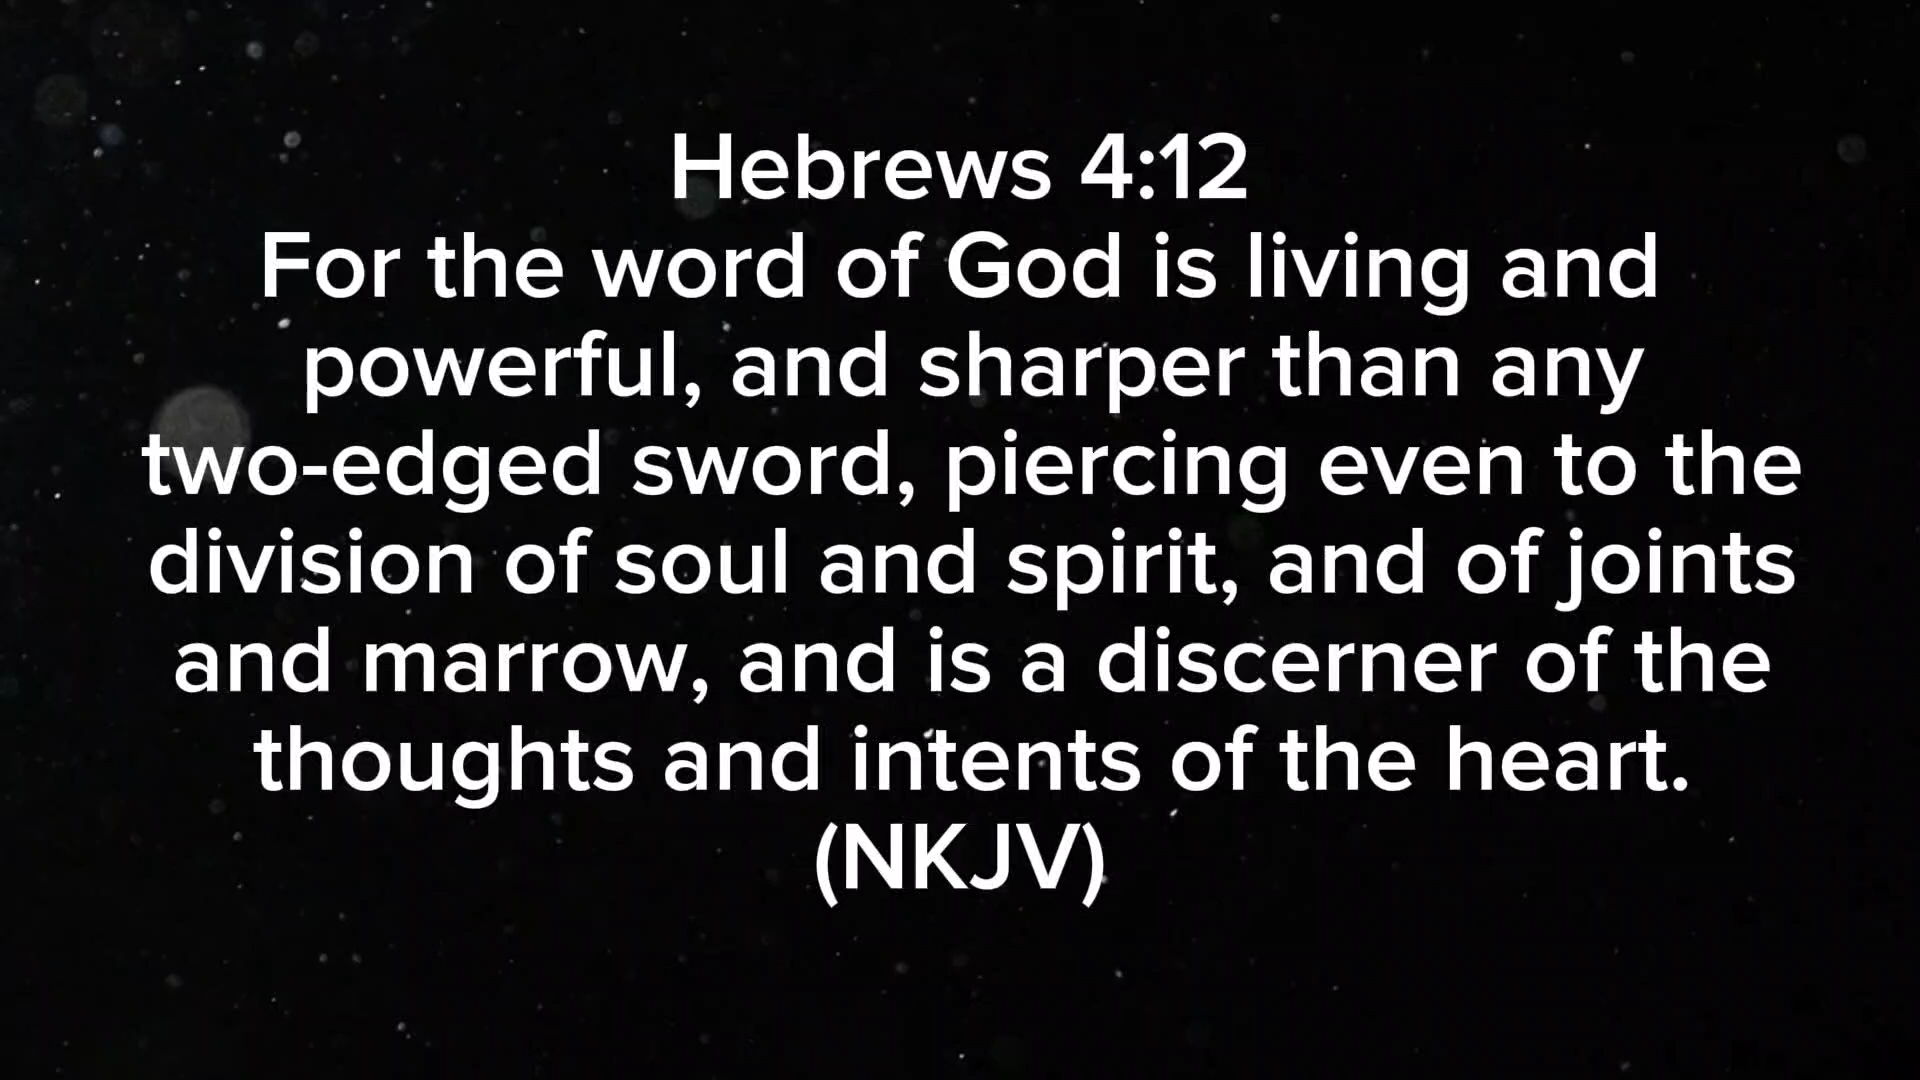 Hebrews 4:12
For the word of God is living and
powerful, and sharper than any
two-edged sword, piercing even to the
division of soul and spirit, and of joints
and marrow, and is a discerner of the
thoughts and intents of the heart.
(NKJV)